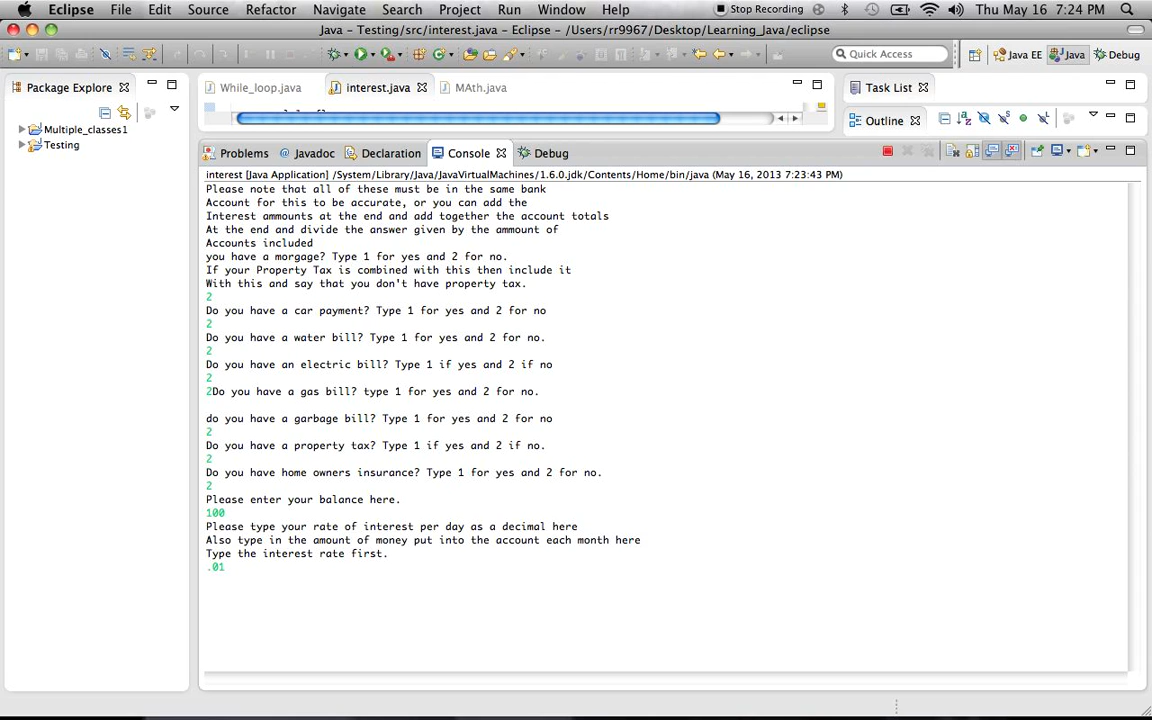 Eclipse File Edit Source Refactor Navigate Search Project Run Window Help Stop Recording Thu May 16 7:24 PM
Java – Testing/src/interest.java – Eclipse – /Users/rr9967/Desktop/Learning_Java/eclipse
Quick Access Java EE Java Debug
Package Explorer
While_loop.java interest.java MAth.java
Task List
Multiple_classes1
Testing
Outline
Problems @ Javadoc Declaration Console Debug
interest [Java Application] /System/Library/Java/JavaVirtualMachines/1.6.0.jdk/Contents/Home/bin/java (May 16, 2013 7:23:43 PM)
Please note that all of these must be in the same bank
Account for this to be accurate, or you can add the
Interest ammounts at the end and add together the account totals
At the end and divide the answer given by the ammount of
Accounts included
you have a morgage? Type 1 for yes and 2 for no.
If your Property Tax is combined with this then include it
With this and say that you don't have property tax.
2
Do you have a car payment? Type 1 for yes and 2 for no
2
Do you have a water bill? Type 1 for yes and 2 for no.
2
Do you have an electric bill? Type 1 if yes and 2 if no
2
2Do you have a gas bill? type 1 for yes and 2 for no.
do you have a garbage bill? Type 1 for yes and 2 for no
2
Do you have a property tax? Type 1 if yes and 2 if no.
2
Do you have home owners insurance? Type 1 for yes and 2 for no.
2
Please enter your balance here.
100
Please type your rate of interest per day as a decimal here
Also type in the amount of money put into the account each month here
Type the interest rate first.
.01